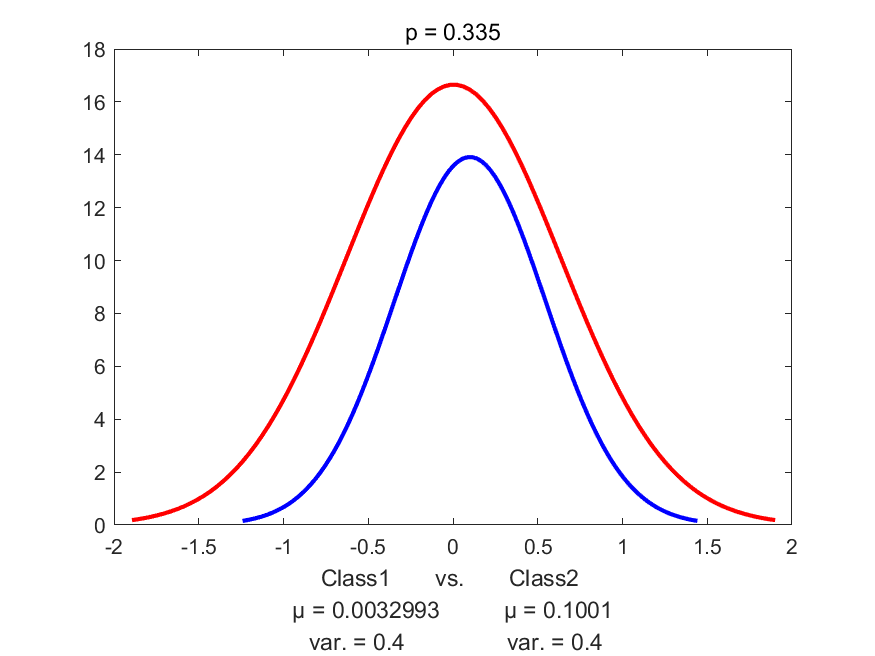 p = 0.335
18
16
14
12
10
8
6
4
2
0
-2 -1.5 -1 -0.5 0 0.5 1 1.5 2
Class1 vs. Class2
μ = 0.0032993 μ = 0.1001
var. = 0.4 var. = 0.4